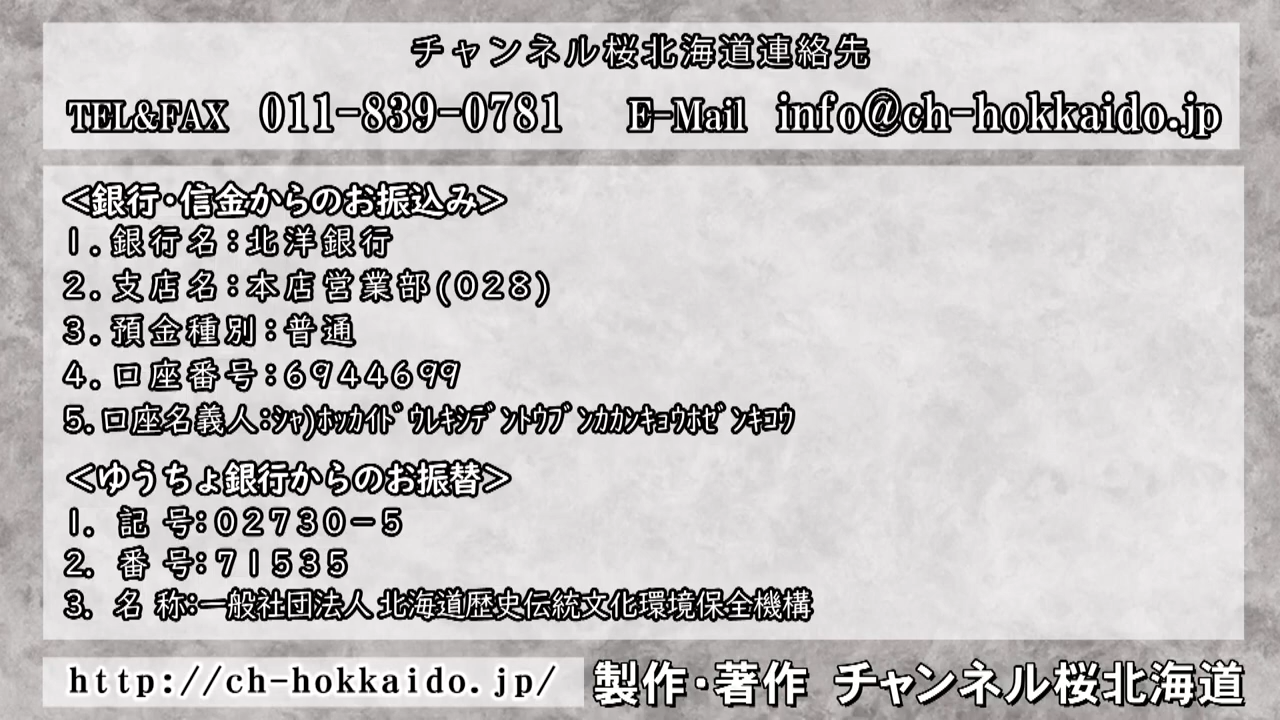 チャンネル桜北海道連絡先
TEL&FAX 011-839-0781 E-Mail info@ch-hokkaido.jp
<銀行・信金からのお振込み>
1.銀行名:北洋銀行
2.支店名:本店営業部(028)
3.預金種別:普通
4.口座番号:6944699
5.口座名義人:シャ)ホッカイドウレキシデントウブンカカンキョウホゼンキコウ
<ゆうちょ銀行からのお振替>
1. 記 号:02730-5
2. 番 号:71535
3. 名 称:一般社団法人 北海道歴史伝統文化環境保全機構
http://ch-hokkaido.jp/ 製作・著作 チャンネル桜北海道